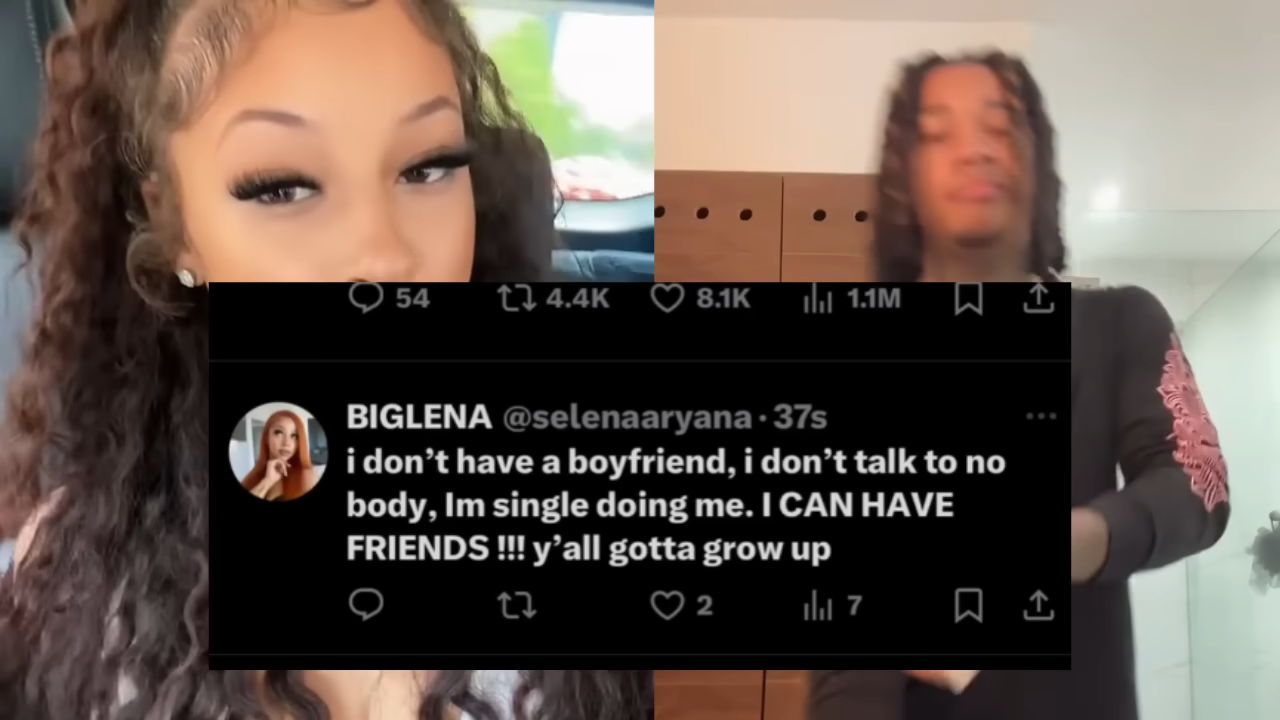 54 4.4K 8.1K 1.1M
BIGLENA @selenaaryana · 37s
i don’t have a boyfriend, i don’t talk to no
body, Im single doing me. I CAN HAVE
FRIENDS !!! y’all gotta grow up
2 7